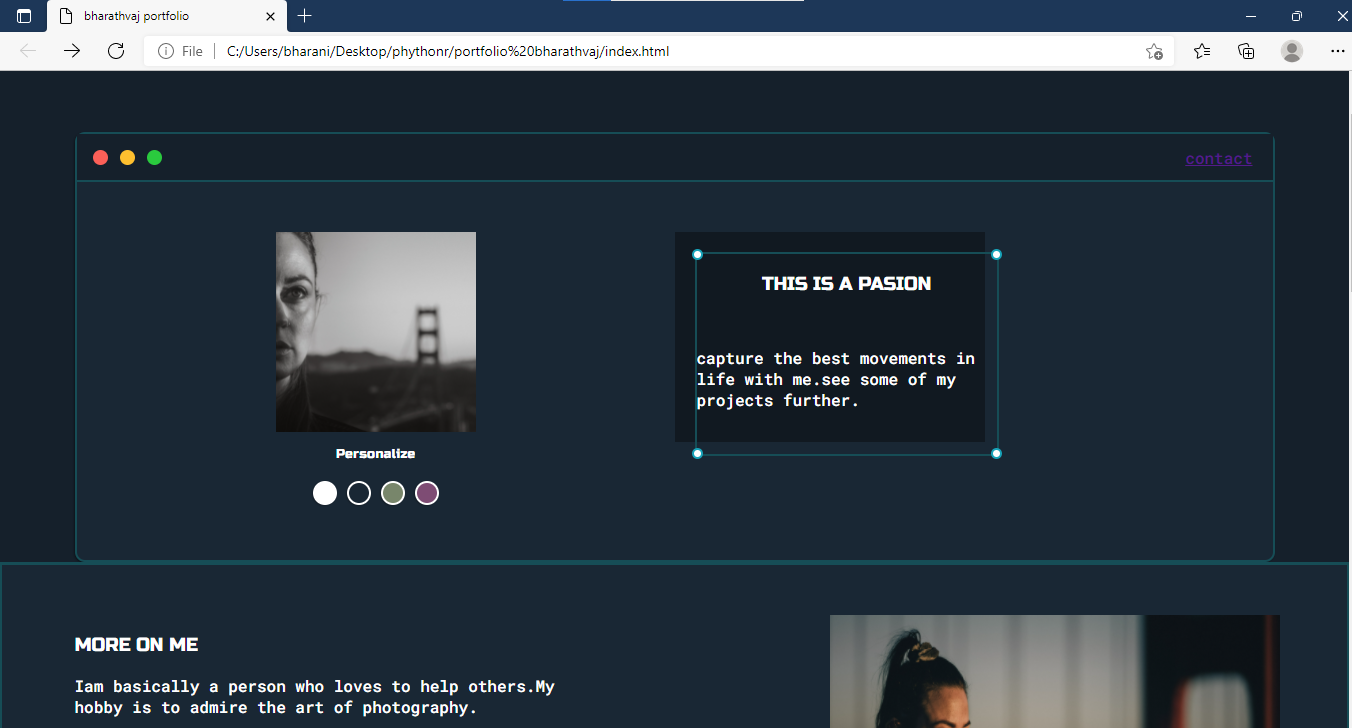 bharathvaj portfolio
File
C:/Users/bharani/Desktop/phythonr/portfolio%20bharathvaj/index.html
contact
THIS IS A PASION
capture the best movements in
life with me.see some of my
projects further.
Personalize
MORE ON ME
Iam basically a person who loves to help others.My
hobby is to admire the art of photography.